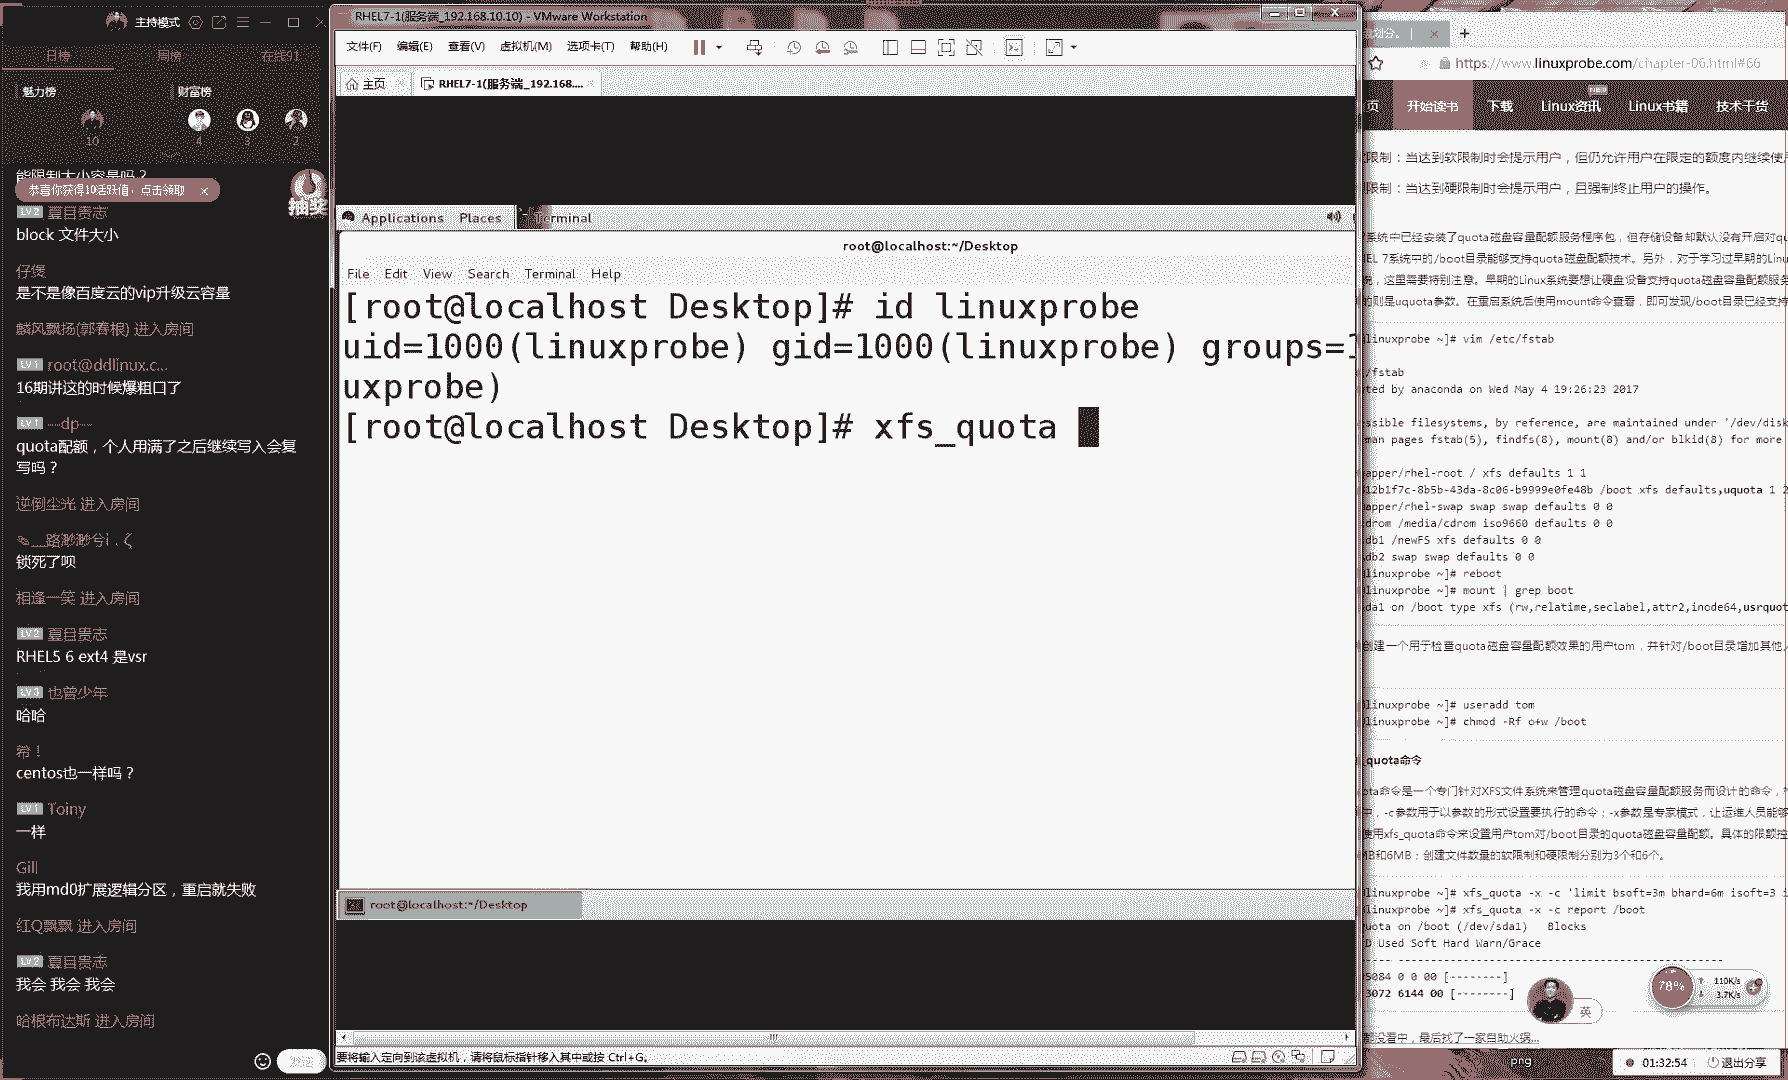 主持模式
日榜 周榜 在线91
魅力榜 财富榜
10 4 3 2
能限制大小容量吗？
恭喜你获得10活跃值，点击领取 ×
抽奖
LV2 夏目贵志
block 文件大小
仔煲
是不是像百度云的vip升级云容量
麟风飘扬(郭春根) 进入房间
LV1 root@ddlinux.c...
16期讲这的时候爆粗口了
LV1 —dp—
quota配额，个人用满了之后继续写入会复
写吗？
逆倒尘光 进入房间
锁死了呗
相逢一笑 进入房间
LV2 夏目贵志
RHEL5 6 ext4 是vsr
LV3 也曾少年
哈哈
希！
centos也一样吗？
LV1 Toiny
一样
Gill
我用md0扩展逻辑分区，重启就失败
红Q飘飘 进入房间
LV2 夏目贵志
我会 我会 我会
哈根布达斯 进入房间
发送
RHEL7-1(服务端_192.168.10.10) - VMware Workstation
文件(F) 编辑(E) 查看(V) 虚拟机(M) 选项卡(T) 帮助(H)
主页 RHEL7-1(服务端_192.168....
Applications Places Terminal
root@localhost:~/Desktop
File Edit View Search Terminal Help
[root@localhost Desktop]# id linuxprobe
uid=1000(linuxprobe) gid=1000(linuxprobe) groups=1
uxprobe)
[root@localhost Desktop]# xfs_quota
root@localhost:~/Desktop
要将输入定向到该虚拟机，请将鼠标指针移入其中或按 Ctrl+G。
划分。 |
https://www.linuxprobe.com/chapter-06.html#66
页 开始读书 下载 Linux资讯 NEW Linux书籍 技术干货
限制：当达到软限制时会提示用户，但仍允许用户在限定的额度内继续使
限制：当达到硬限制时会提示用户，且强制终止用户的操作。
系统中已经安装了quota磁盘容量配额服务程序包，但存储设备却默认没有开启对qu
EL 7系统中的/boot目录能够支持quota磁盘配额技术。另外，对于学习过早期的Linu
，这里需要特别注意。早期的Linux系统要想让硬盘设备支持quota磁盘容量配额服务
的则是uquota参数。在重启系统后使用mount命令查看，即可发现/boot目录已经支持
linuxprobe ~]# vim /etc/fstab
/fstab
ted by anaconda on Wed May 4 19:26:23 2017
ssible filesystems, by reference, are maintained under '/dev/disk
man pages fstab(5), findfs(8), mount(8) and/or blkid(8) for more
apper/rhel-root / xfs defaults 1 1
12b1f7c-8b5b-43da-8c06-b9999e0fe48b /boot xfs defaults,uquota 1 2
apper/rhel-swap swap swap defaults 0 0
drom /media/cdrom iso9660 defaults 0 0
db1 /newFS xfs defaults 0 0
db2 swap swap defaults 0 0
linuxprobe ~]# reboot
linuxprobe ~]# mount | grep boot
da1 on /boot type xfs (rw,relatime,seclabel,attr2,inode64,usrquot
创建一个用于检查quota磁盘容量配额效果的用户tom，并针对/boot目录增加其他人
linuxprobe ~]# useradd tom
linuxprobe ~]# chmod -Rf o+w /boot
_quota命令
ota命令是一个专门针对XFS文件系统来管理quota磁盘容量配额服务而设计的命令，
中，-c参数用于以参数的形式设置要执行的命令；-x参数是专家模式，让运维人员能够
使用xfs_quota命令来设置用户tom对/boot目录的quota磁盘容量配额。具体的限额控
MB和6MB；创建文件数量的软限制和硬限制分别为3个和6个。
linuxprobe ~]# xfs_quota -x -c 'limit bsoft=3m bhard=6m isoft=3 i
linuxprobe ~]# xfs_quota -x -c report /boot
uota on /boot (/dev/sda1) Blocks
D Used Soft Hard Warn/Grace
5084 0 0 00 [--------]
3072 6144 00 [--------]
78% 110K/s
3.7K/s
英
都没看中，最后找了一家自助火锅...
png
01:32:54 退出分享